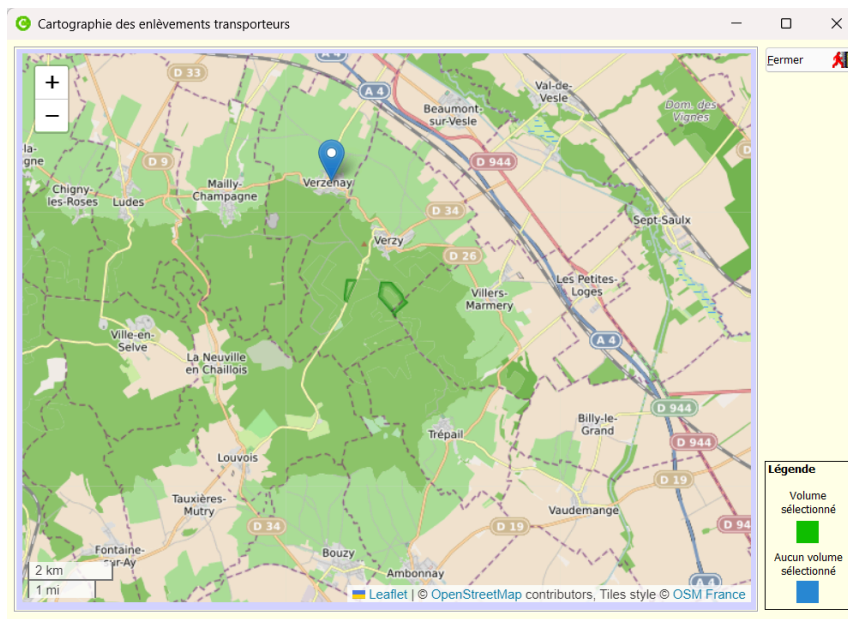 Cartographie des enlèvements transporteurs
Fermer
+
−
D 33
A 4
Val-de-
Vesle
Beaumont-
sur-Vesle
Dom. des
Vignes
D 9
D 944
Verzenay
Chigny-
les-Roses
Ludes
Mailly-
Champagne
D 34
Sept-Saulx
Verzy
D 26
Villers-
Marmery
Les Petites-
Loges
Ville-en-
Selve
A 4
La Neuville
en Chaillois
D 944
Billy-le-
Grand
Trépail
D 944
Louvois
D 19
Tauxières-
Mutry
Vaudemange
D 34
D 19
D 94
Fontaine-
sur-Ay
Bouzy
Ambonnay
A 4
2 km
1 mi
Leaflet | © OpenStreetMap contributors, Tiles style © OSM France
Légende
Volume
sélectionné
Aucun volume
sélectionné